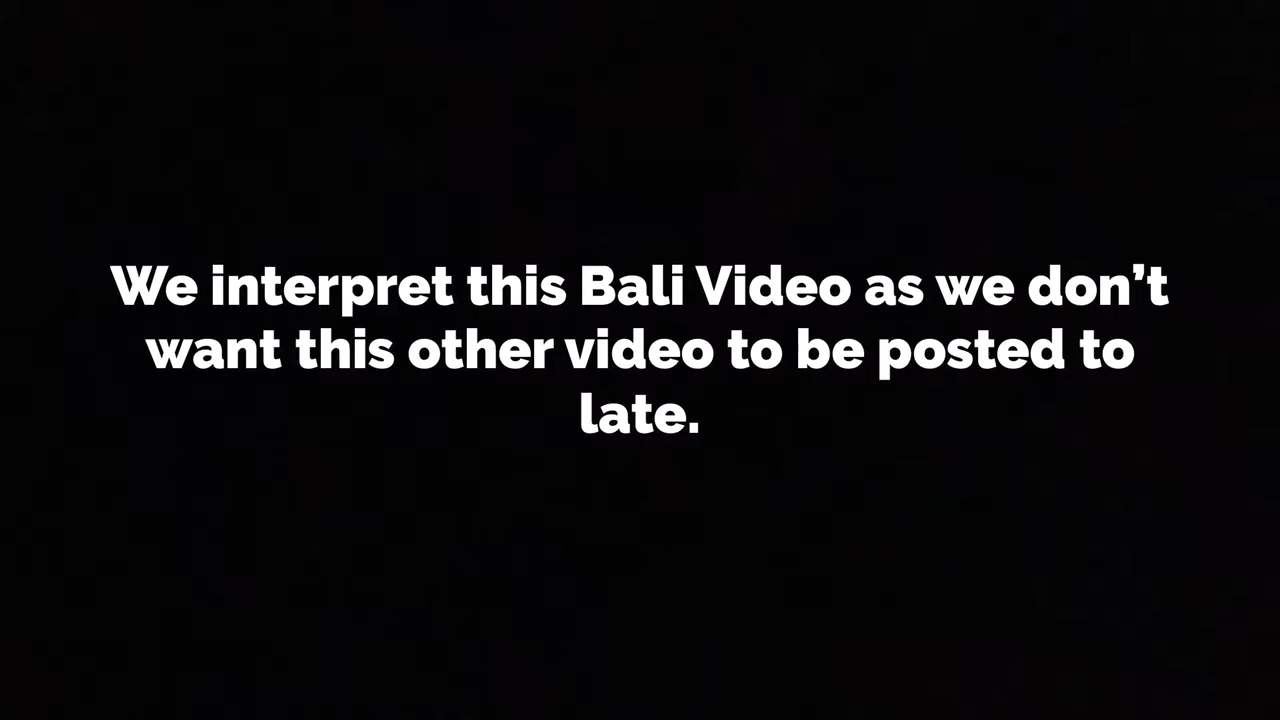 We interpret this Bali Video as we don’t
want this other video to be posted to
late.